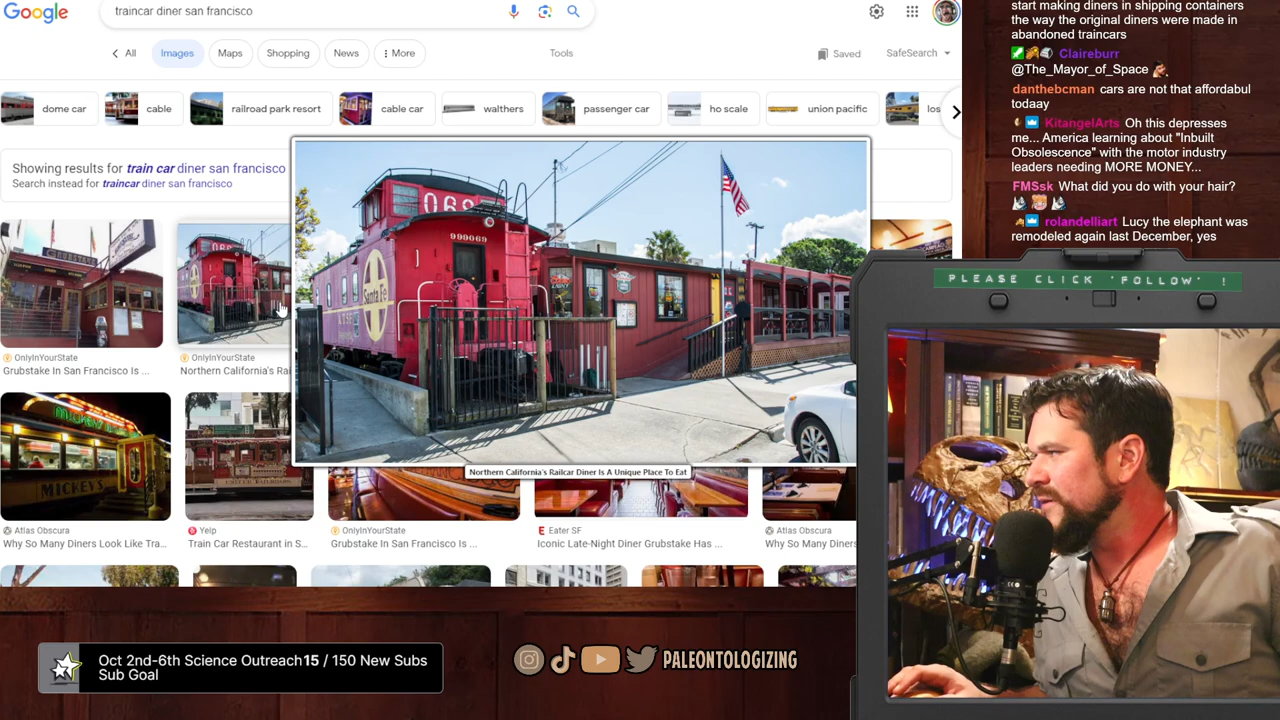 Google
traincar diner san francisco
All
Images
Maps
Shopping
News
More
Tools
Saved
SafeSearch
dome car
cable
railroad park resort
cable car
walthers
passenger car
ho scale
union pacific
los
Showing results for train car diner san francisco
Search instead for traincar diner san francisco
999069
Santa Fe
OnlyInYourState
Grubstake In San Francisco Is ...
OnlyInYourState
Northern California's Rai
Northern California's Railcar Diner Is A Unique Place To Eat
MICKEY'S
Atlas Obscura
Why So Many Diners Look Like Tra...
Yelp
Train Car Restaurant in S...
OnlyInYourState
Grubstake In San Francisco Is ...
Eater SF
Iconic Late-Night Diner Grubstake Has ...
Atlas Obscura
Why So Many Diners
Oct 2nd-6th Science Outreach15 / 150 New Subs
Sub Goal
PALEONTOLOGIZING
start making diners in shipping containers
the way the original diners were made in
abandoned traincars
Claireburr
@The_Mayor_of_Space
danthebcman cars are not that affordabul
todaay
KitangelArts Oh this depresses
me... America learning about "Inbuilt
Obsolescence" with the motor industry
leaders needing MORE MONEY...
FMSsk What did you do with your hair?
rolandelliart Lucy the elephant was
remodeled again last December, yes
PLEASE CLICK 'FOLLOW' !